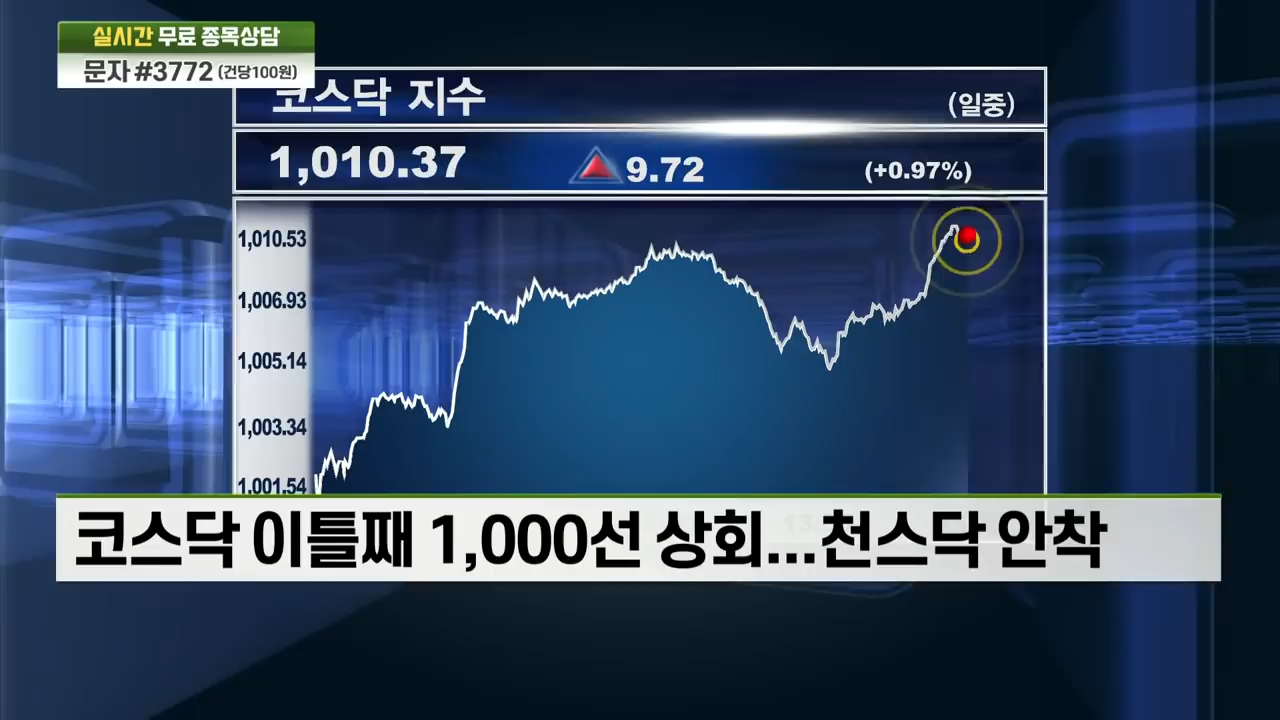 실시간 무료 종목상담
문자 #3772 (건당100원)
코스닥 지수 (일중)
1,010.37 9.72 (+0.97%)
1,010.53
1,006.93
1,005.14
1,003.34
1,001.54
코스닥 이틀째 1,000선 상회...천스닥 안착